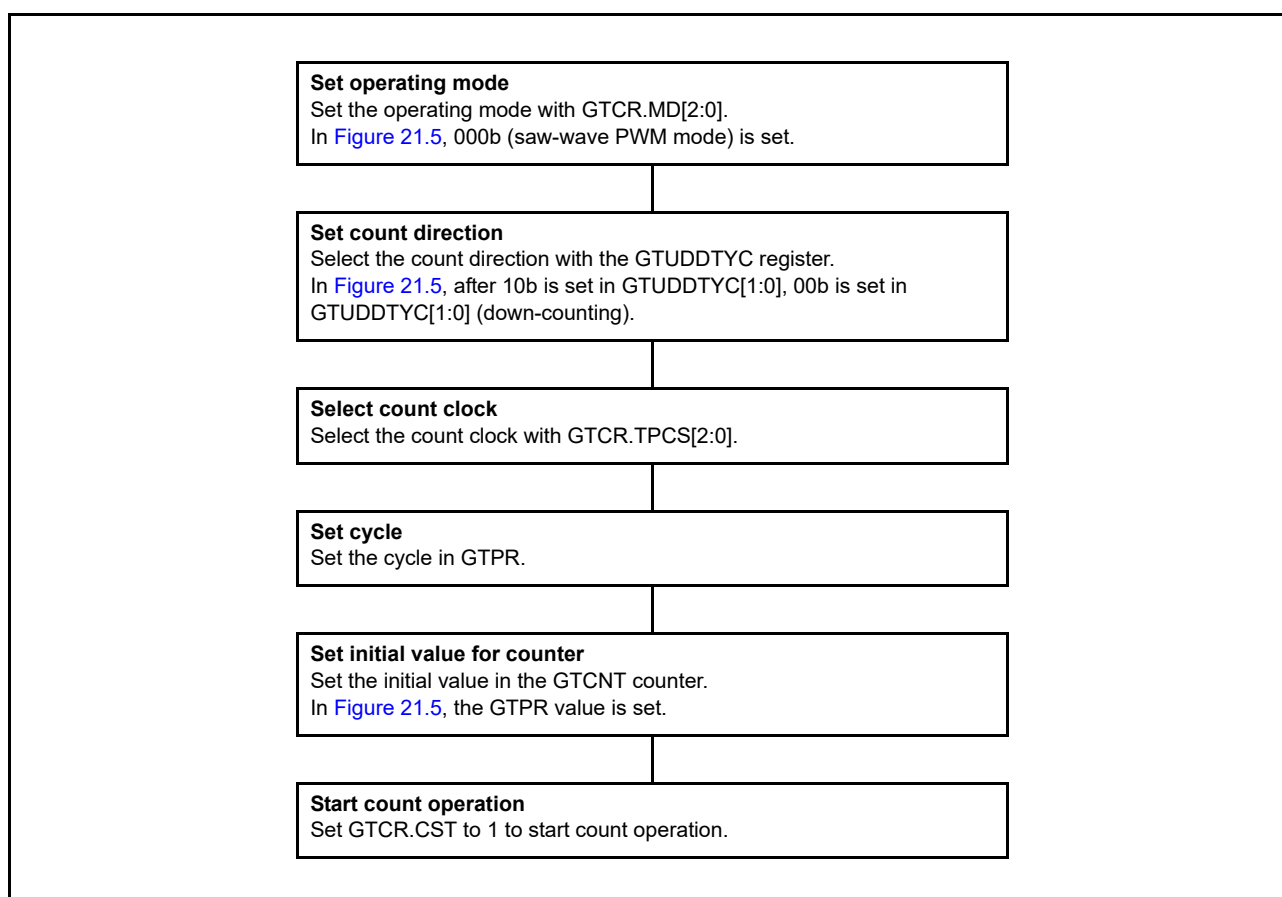 Set operating mode
Set the operating mode with GTCR.MD[2:0].
In Figure 21.5, 000b (saw-wave PWM mode) is set.
Set count direction
Select the count direction with the GTUDDTYC register.
In Figure 21.5, after 10b is set in GTUDDTYC[1:0], 00b is set in
GTUDDTYC[1:0] (down-counting).
Select count clock
Select the count clock with GTCR.TPCS[2:0].
Set cycle
Set the cycle in GTPR.
Set initial value for counter
Set the initial value in the GTCNT counter.
In Figure 21.5, the GTPR value is set.
Start count operation
Set GTCR.CST to 1 to start count operation.